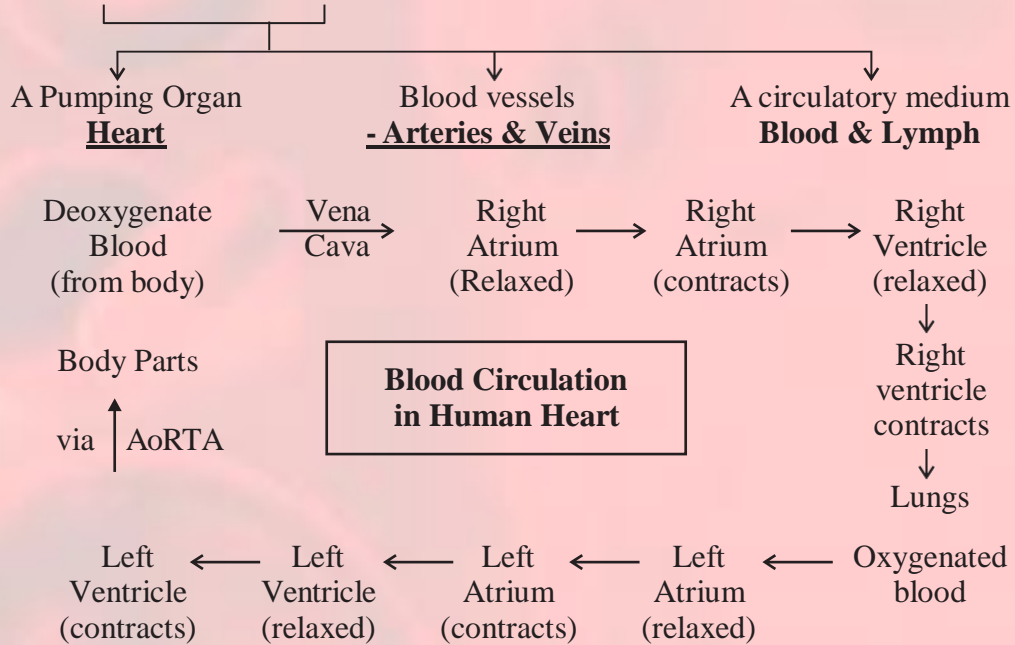 A Pumping Organ
Heart
Blood vessels
- Arteries & Veins
A circulatory medium
Blood & Lymph
Deoxygenate
Blood
(from body)
Vena
Cava
Right
Atrium
(Relaxed)
Right
Atrium
(contracts)
Right
Ventricle
(relaxed)
Body Parts
via AoRTA
Blood Circulation
in Human Heart
Right
ventricle
contracts
Lungs
Left
Ventricle
(contracts)
Left
Ventricle
(relaxed)
Left
Atrium
(contracts)
Left
Atrium
(relaxed)
Oxygenated
blood